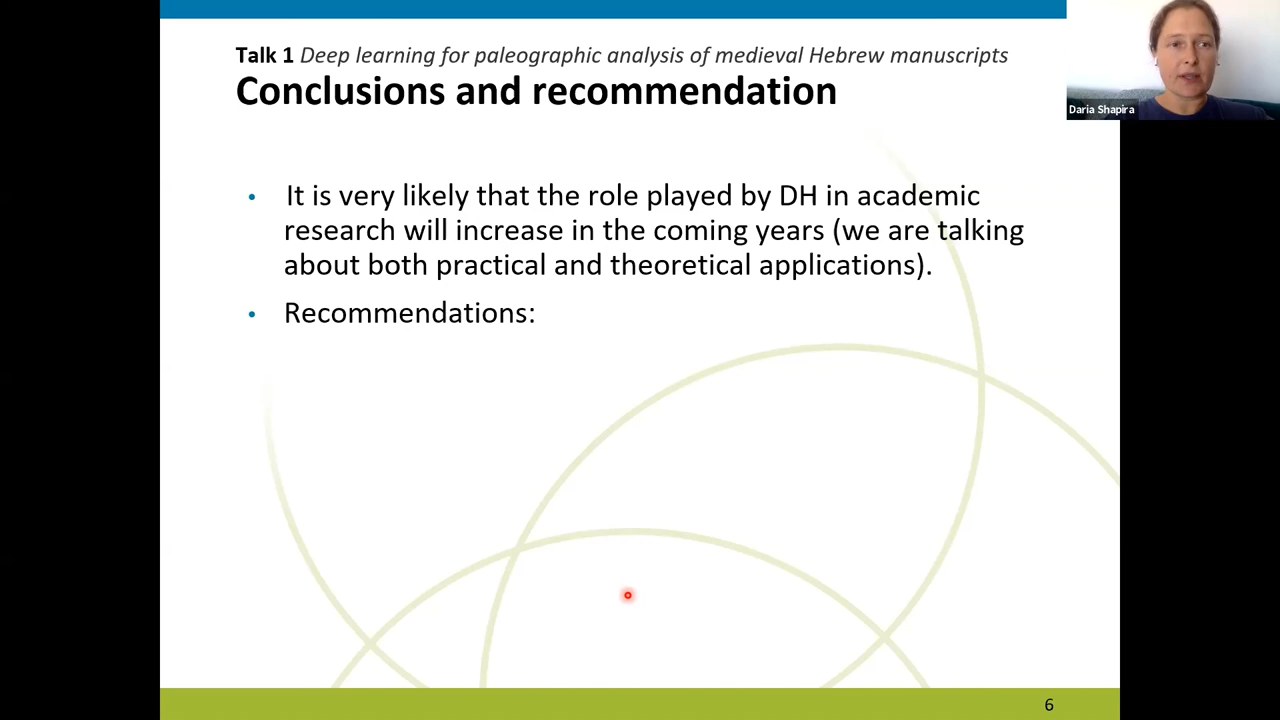 Talk 1 Deep learning for paleographic analysis of medieval Hebrew manuscripts
Conclusions and recommendation
Daria Shapira
• It is very likely that the role played by DH in academic
research will increase in the coming years (we are talking
about both practical and theoretical applications).
• Recommendations:
6